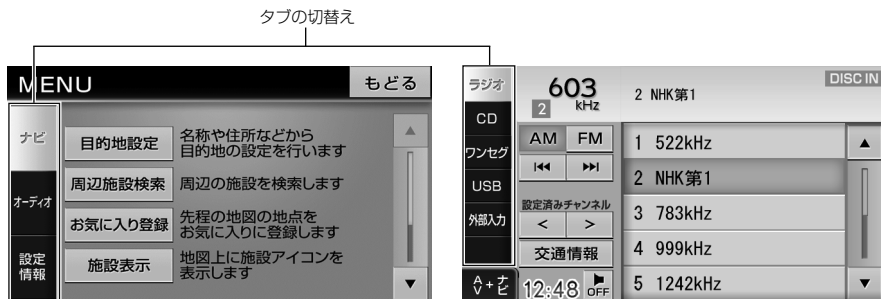 タブの切替え
MENU
もどる
ナビ
オーディオ
設定
情報
目的地設定
名称や住所などから
目的地の設定を行います
周辺施設検索
周辺の施設を検索します
お気に入り登録
先程の地図の地点を
お気に入りに登録します
施設表示
地図上に施設アイコンを
表示します
ラジオ
CD
ワンセグ
USB
外部入力
A
V
+
ナ
ビ
603
kHz
2
2 NHK第1
DISC IN
AM
FM
設定済みチャンネル
<
>
交通情報
12:48
OFF
1 522kHz
2 NHK第1
3 783kHz
4 999kHz
5 1242kHz